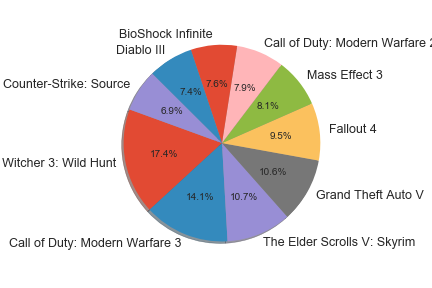 BioShock Infinite
Diablo III
Call of Duty: Modern Warfare 2
Counter-Strike: Source
Mass Effect 3
7.6%
7.9%
7.4%
8.1%
6.9%
Fallout 4
9.5%
Witcher 3: Wild Hunt
17.4%
10.6%
Grand Theft Auto V
14.1%
10.7%
Call of Duty: Modern Warfare 3
The Elder Scrolls V: Skyrim